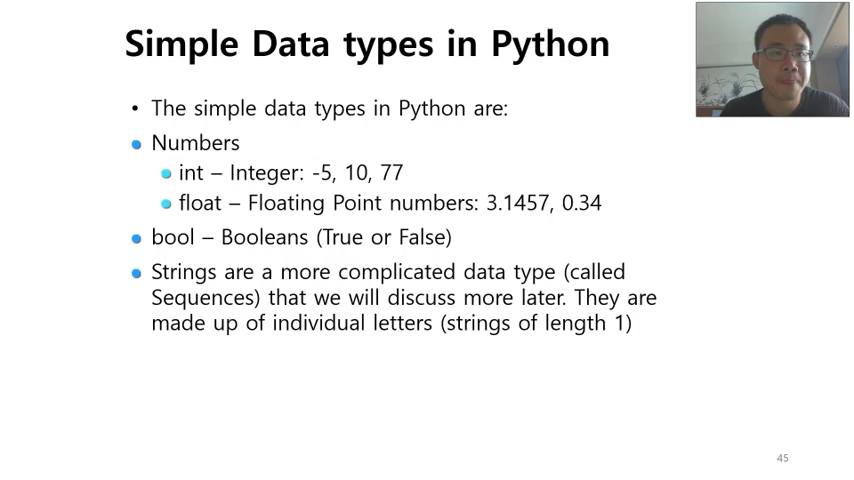 Simple Data types in Python
• The simple data types in Python are:
Numbers
int – Integer: -5, 10, 77
float – Floating Point numbers: 3.1457, 0.34
bool – Booleans (True or False)
Strings are a more complicated data type (called
Sequences) that we will discuss more later. They are
made up of individual letters (strings of length 1)
45